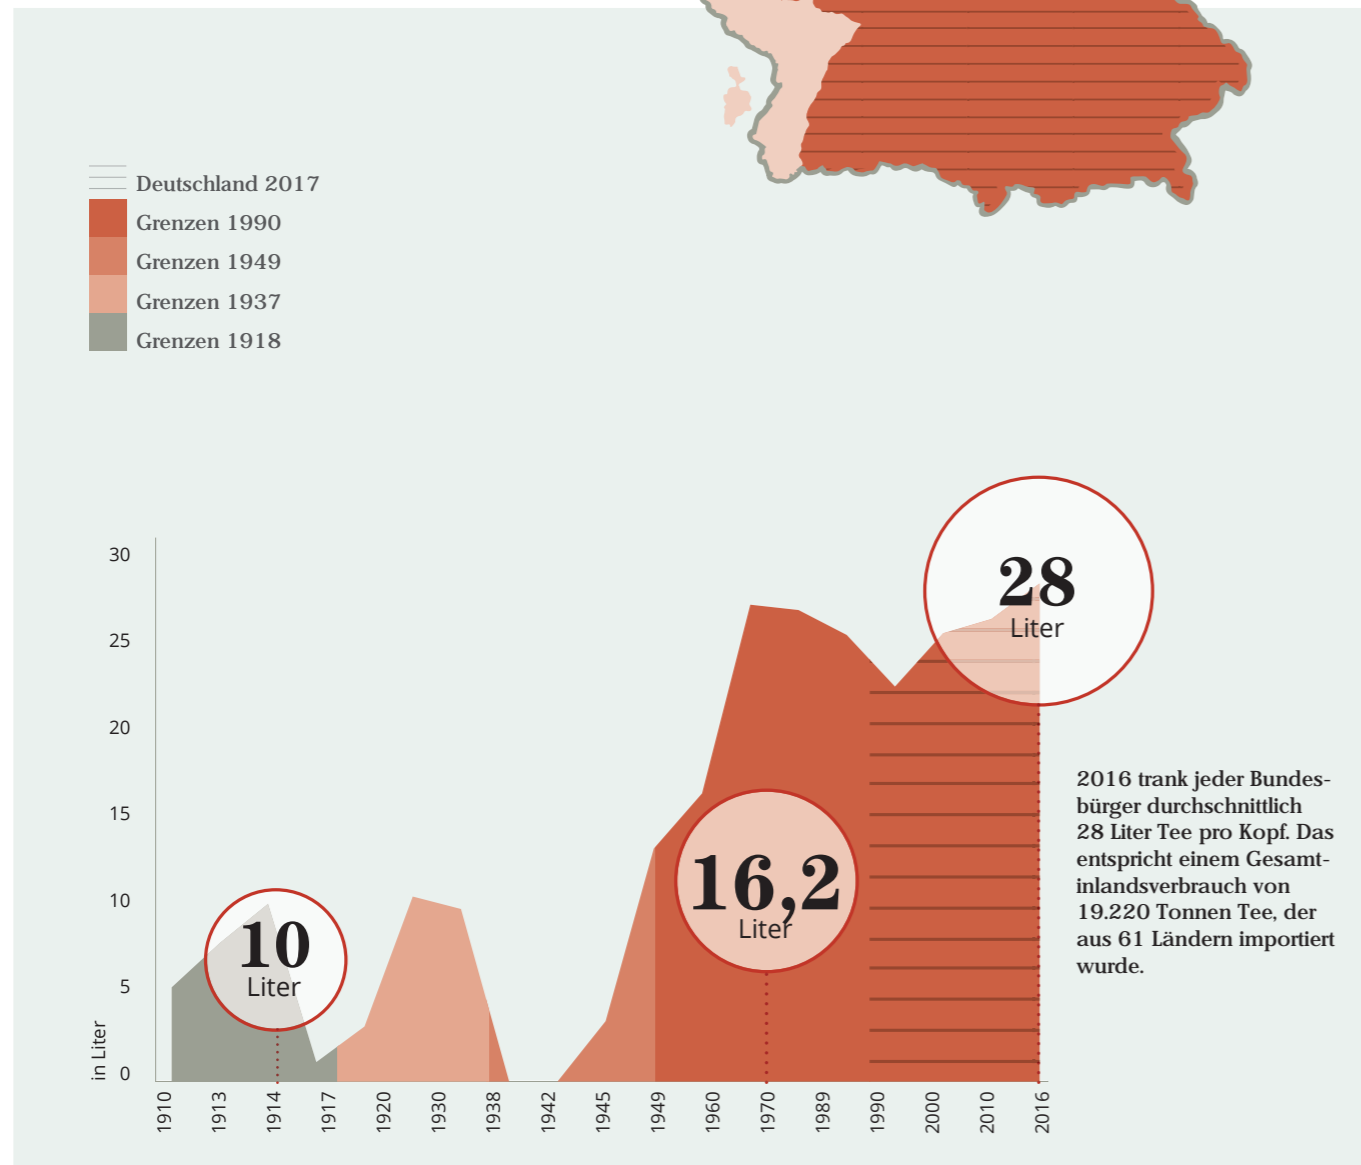 Deutschland 2017
Grenzen 1990
Grenzen 1949
Grenzen 1937
Grenzen 1918
30
25
20
15
10
5
0
in Liter
10
Liter
16,2
Liter
28
Liter
1910
1913
1914
1917
1920
1930
1938
1942
1945
1949
1960
1970
1989
1990
2000
2010
2016
2016 trank jeder Bundes-
bürger durchschnittlich
28 Liter Tee pro Kopf. Das
entspricht einem Gesamt-
inlandsverbrauch von
19.220 Tonnen Tee, der
aus 61 Ländern importiert
wurde.